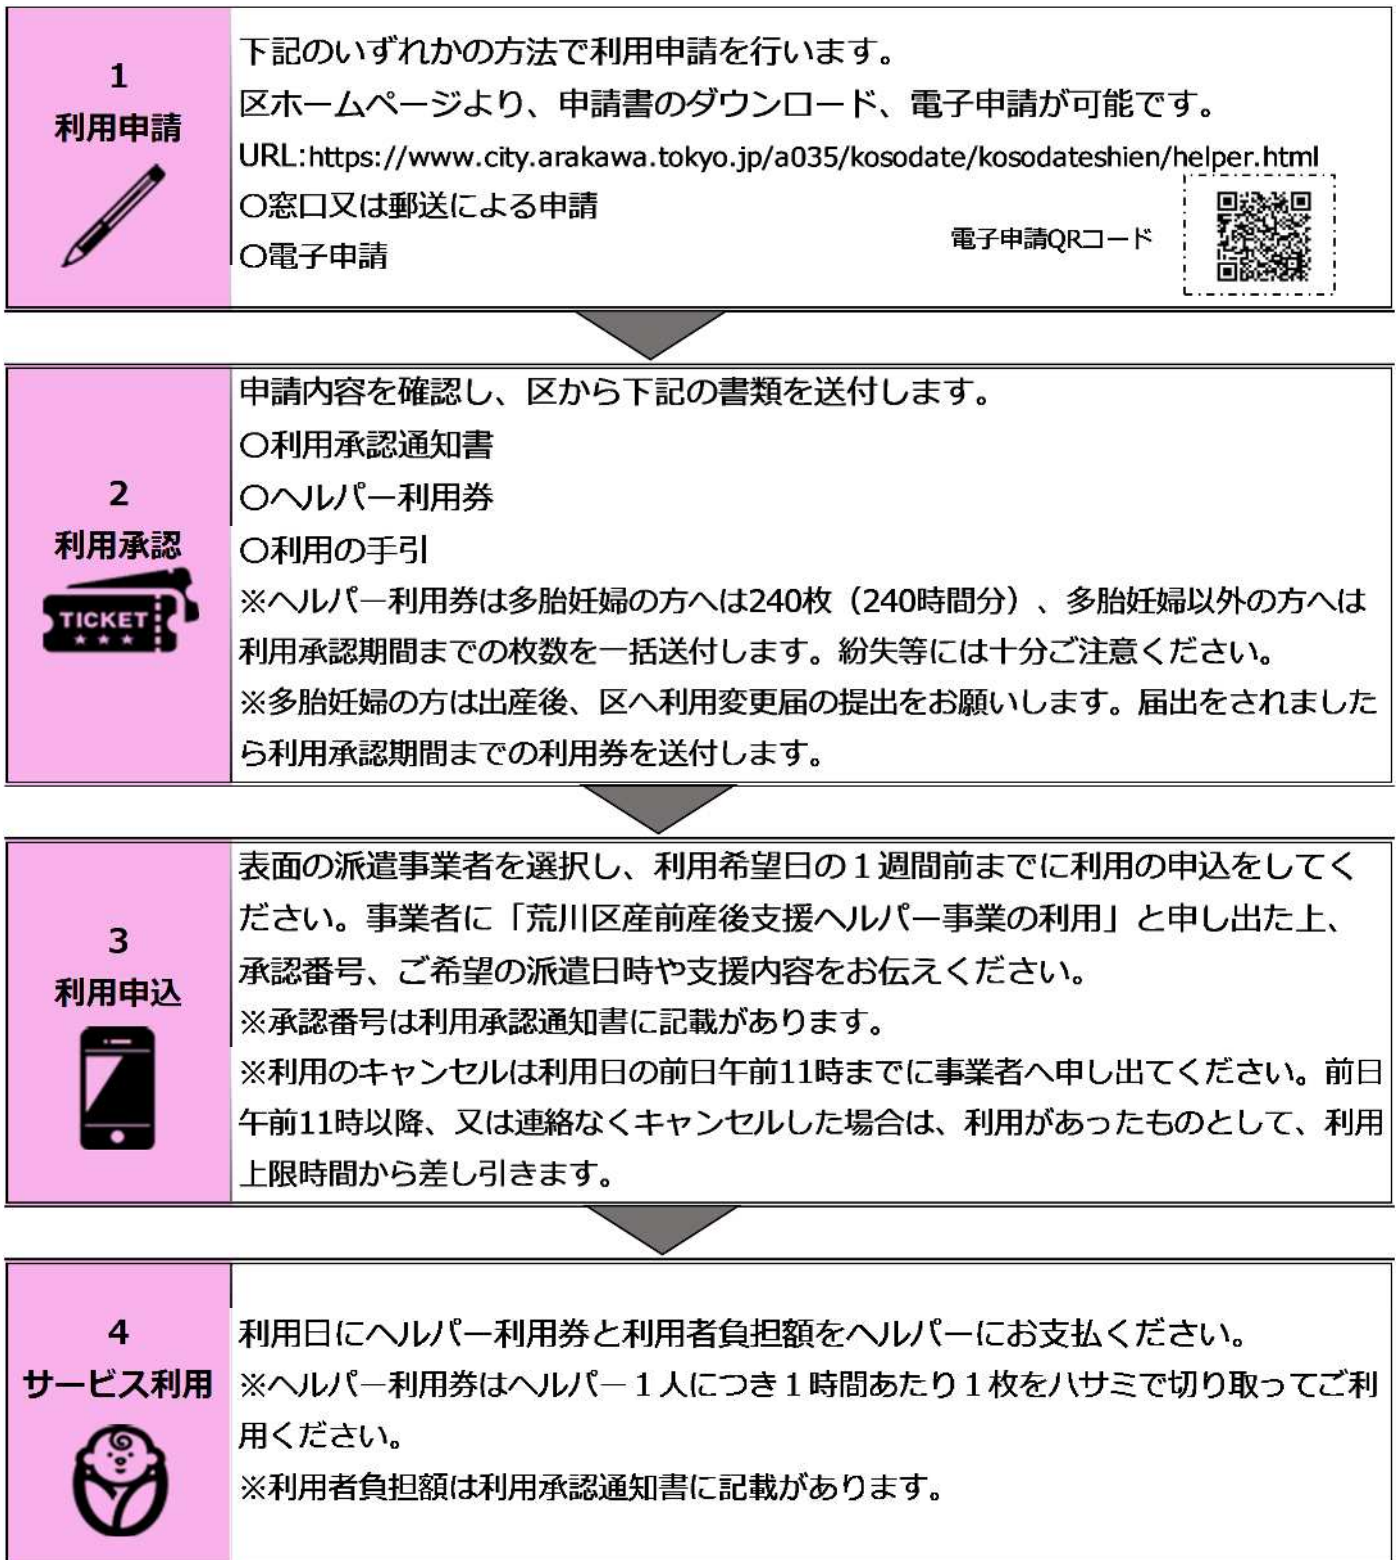 1
利用申請
下記のいずれかの方法で利用申請を行います。
区ホームページより、申請書のダウンロード、電子申請が可能です。
URL:https://www.city.arakawa.tokyo.jp/a035/kosodate/kosodateshien/helper.html
〇窓口又は郵送による申請
〇電子申請
電子申請QRコード
2
利用承認
TICKET
申請内容を確認し、区から下記の書類を送付します。
〇利用承認通知書
〇ヘルパー利用券
〇利用の手引
※ヘルパー利用券は多胎妊婦の方へは240枚（240時間分）、多胎妊婦以外の方へは
利用承認期間までの枚数を一括送付します。紛失等には十分ご注意ください。
※多胎妊婦の方は出産後、区へ利用変更届の提出をお願いします。届出をされました
ら利用承認期間までの利用券を送付します。
3
利用申込
表面の派遣事業者を選択し、利用希望日の１週間前までに利用の申込をしてく
ださい。事業者に「荒川区産前産後支援ヘルパー事業の利用」と申し出た上、
承認番号、ご希望の派遣日時や支援内容をお伝えください。
※承認番号は利用承認通知書に記載があります。
※利用のキャンセルは利用日の前日午前11時までに事業者へ申し出てください。前日
午前11時以降、又は連絡なくキャンセルした場合は、利用があったものとして、利用
上限時間から差し引きます。
4
サービス利用
利用日にヘルパー利用券と利用者負担額をヘルパーにお支払ください。
※ヘルパー利用券はヘルパー１人につき１時間あたり１枚をハサミで切り取ってご利
用ください。
※利用者負担額は利用承認通知書に記載があります。